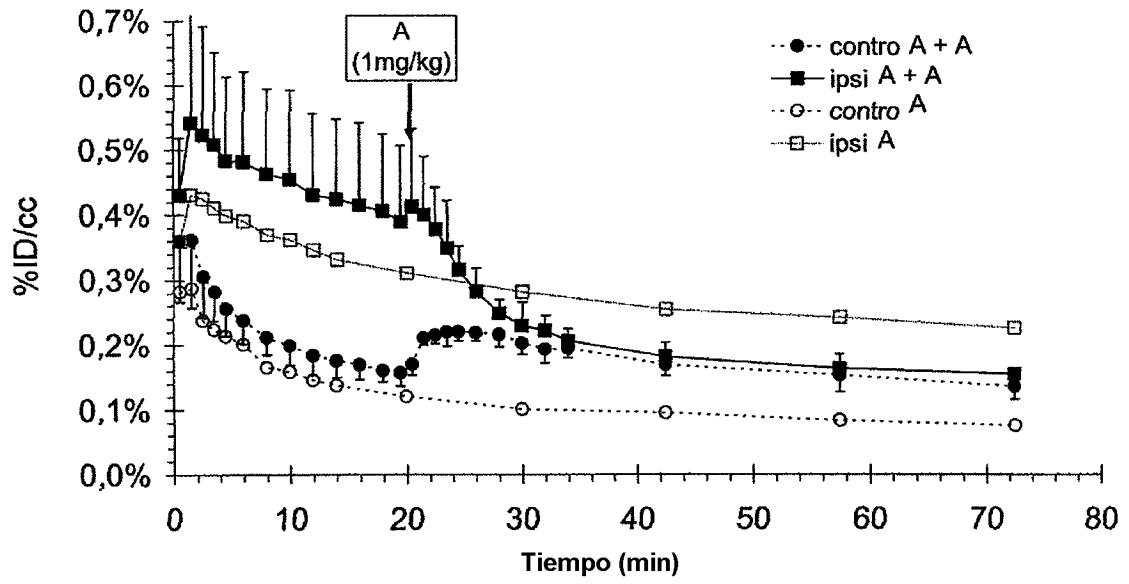 0,7%
0,6%
0,5%
0,4%
0,3%
0,2%
0,1%
0,0%
%ID/cc
A
(1mg/kg)
contro A + A
ipsi A + A
contro A
ipsi A
0 10 20 30 40 50 60 70 80
Tiempo (min)